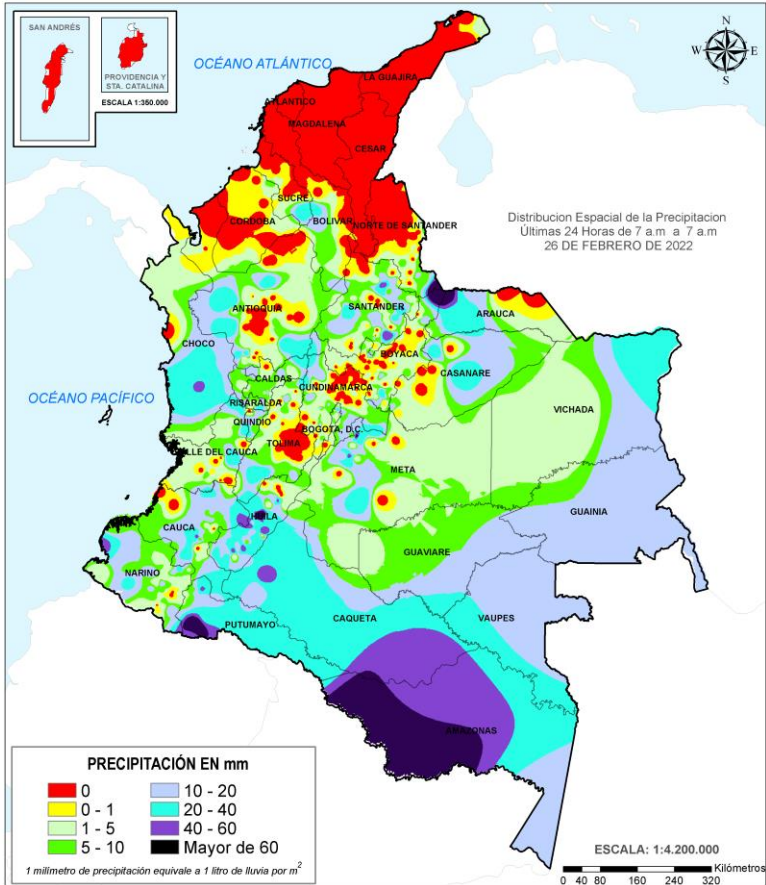 SAN ANDRÉS
PROVIDENCIA Y
STA. CATALINA
ESCALA 1:350.000
OCÉANO ATLÁNTICO
N
W
E
S
LA GUAJIRA
ATLANTICO
MAGDALENA
CESAR
SUCRE
CORDOBA
BOLIVAR
NORTE DE SANTANDER
Distribucion Espacial de la Precipitacion
Últimas 24 Horas de 7 a.m a 7 a.m
26 DE FEBRERO DE 2022
ANTIOQUIA
SANTANDER
ARAUCA
CHOCO
BOYACA
CASANARE
CALDAS
CUNDINAMARCA
OCÉANO PACÍFICO
RISARALDA
VICHADA
QUINDIO
BOGOTA, D.C.
TOLIMA
VALLE DEL CAUCA
META
GUAINIA
CAUCA
HUILA
GUAVIARE
NARINO
PUTUMAYO
CAQUETA
VAUPES
AMAZONAS
PRECIPITACIÓN EN mm
0
0 - 1
1 - 5
5 - 10
10 - 20
20 - 40
40 - 60
Mayor de 60
1 milímetro de precipitación equivale a 1 litro de lluvia por m²
ESCALA: 1:4.200.000
Kilómetros
0 40 80 160 240 320